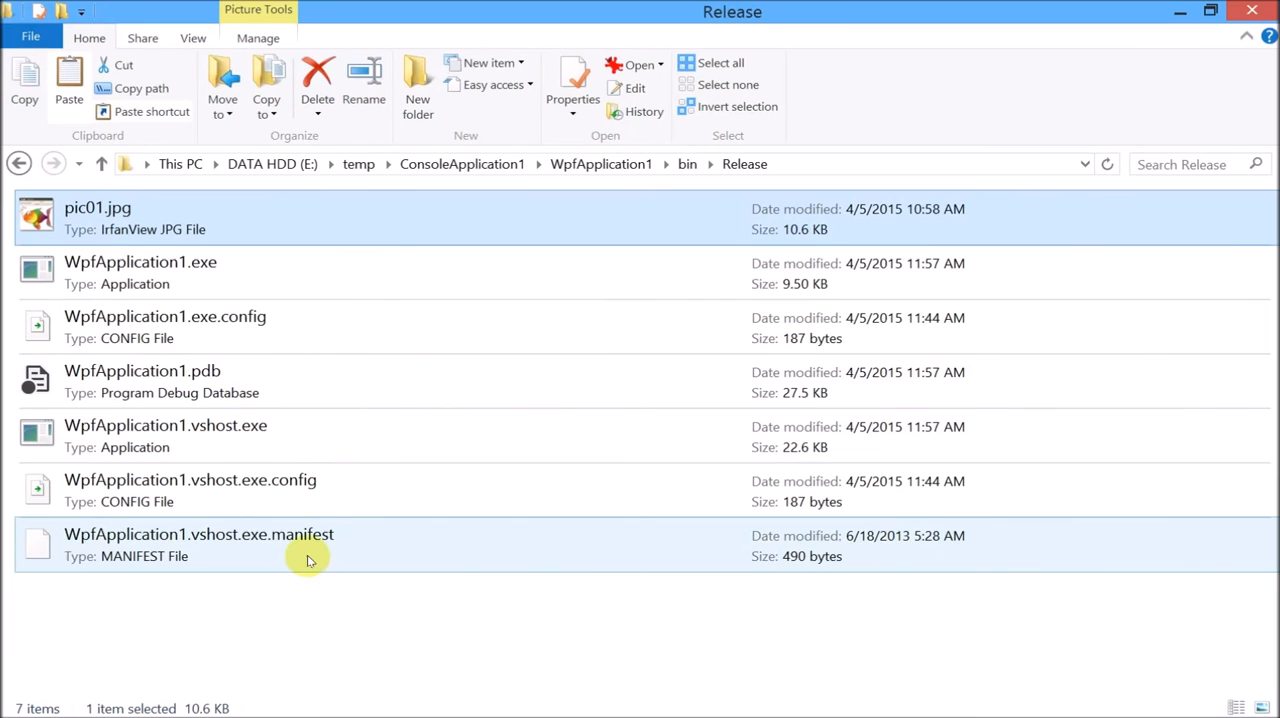 Picture Tools
Release
File Home Share View Manage
Copy
Paste
Cut
Copy path
Paste shortcut
Clipboard
Move to
Copy to
Delete
Rename
Organize
New folder
New item
Easy access
New
Properties
Open
Edit
History
Open
Select all
Select none
Invert selection
Select
This PC DATA HDD (E:) temp ConsoleApplication1 WpfApplication1 bin Release
Search Release
pic01.jpg Date modified: 4/5/2015 10:58 AM
Type: IrfanView JPG File Size: 10.6 KB
WpfApplication1.exe Date modified: 4/5/2015 11:57 AM
Type: Application Size: 9.50 KB
WpfApplication1.exe.config Date modified: 4/5/2015 11:44 AM
Type: CONFIG File Size: 187 bytes
WpfApplication1.pdb Date modified: 4/5/2015 11:57 AM
Type: Program Debug Database Size: 27.5 KB
WpfApplication1.vshost.exe Date modified: 4/5/2015 11:57 AM
Type: Application Size: 22.6 KB
WpfApplication1.vshost.exe.config Date modified: 4/5/2015 11:44 AM
Type: CONFIG File Size: 187 bytes
WpfApplication1.vshost.exe.manifest Date modified: 6/18/2013 5:28 AM
Type: MANIFEST File Size: 490 bytes
7 items 1 item selected 10.6 KB